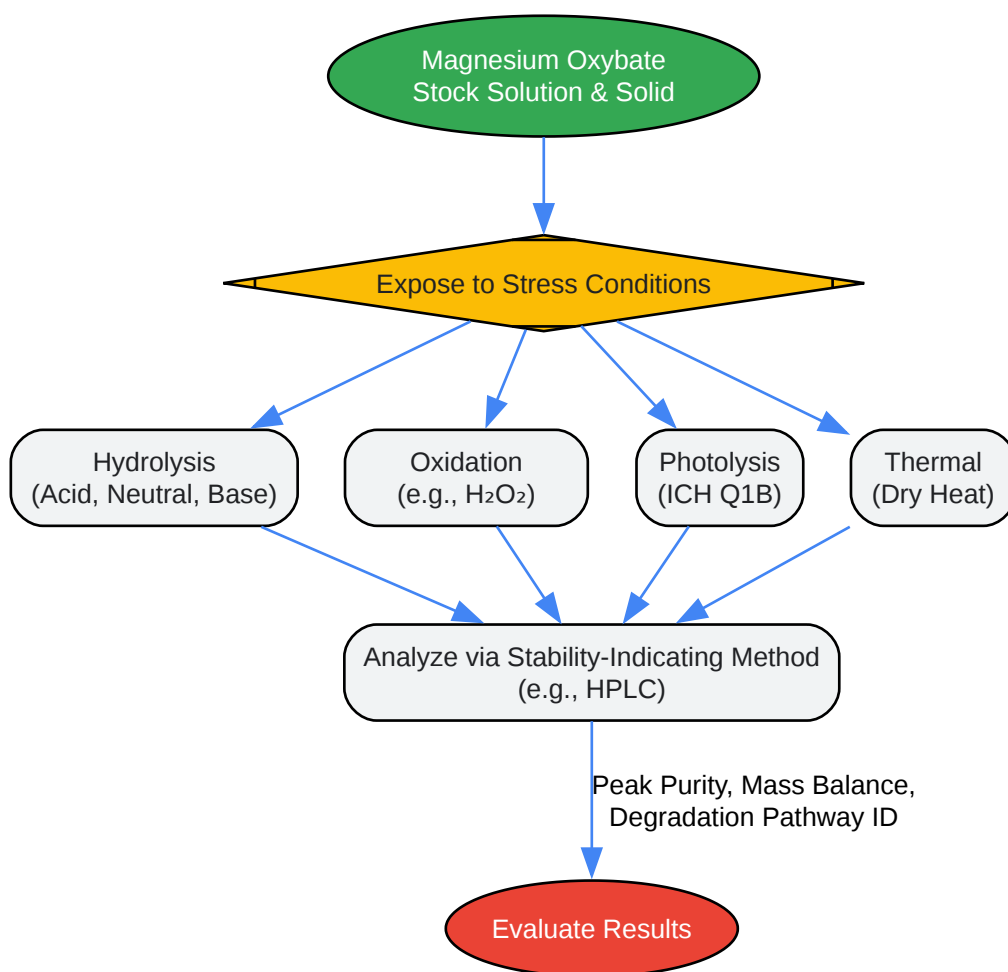 Magnesium Oxybate
Stock Solution & Solid
Expose to Stress Conditions
Hydrolysis
(Acid, Neutral, Base)
Oxidation
(e.g., H₂O₂)
Photolysis
(ICH Q1B)
Thermal
(Dry Heat)
Analyze via Stability-Indicating Method
(e.g., HPLC)
Peak Purity, Mass Balance,
Degradation Pathway ID
Evaluate Results